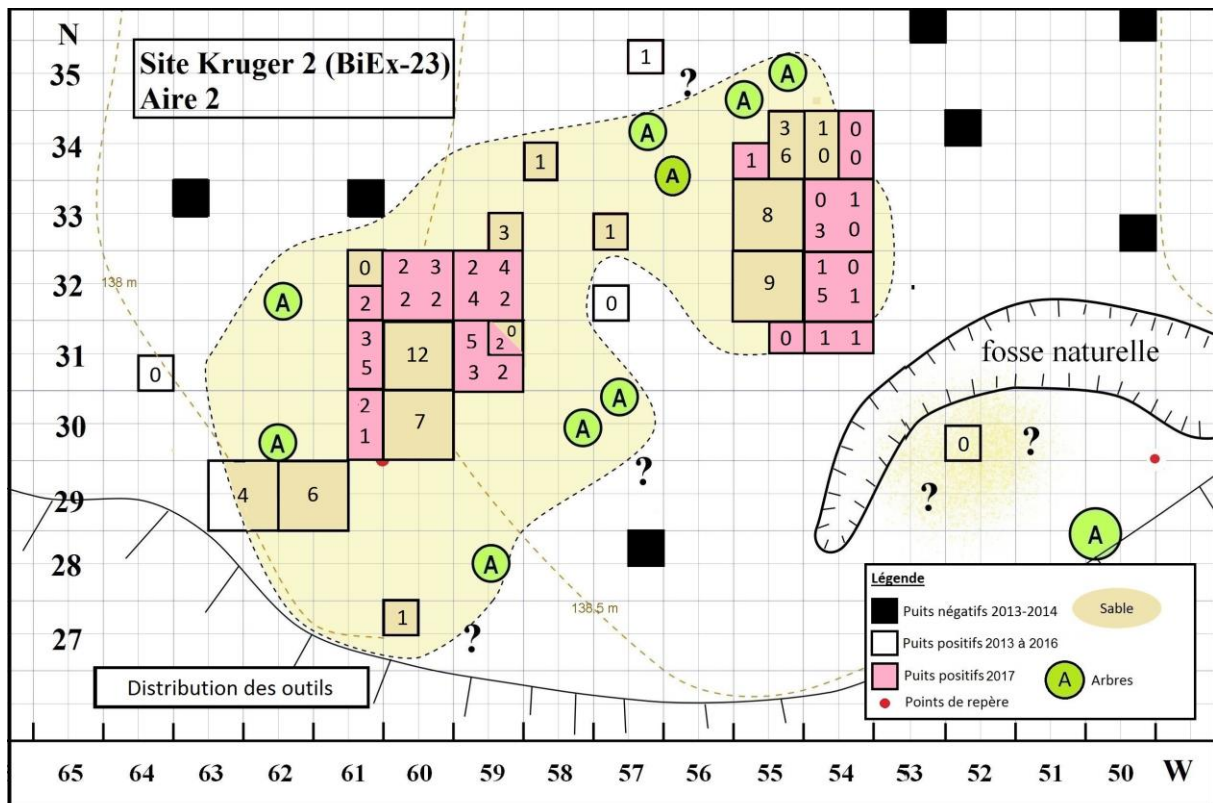 N
35
34
33
32
31
30
29
28
27
Site Kruger 2 (BiEx-23)
Aire 2
1
?
A
A
A
A
1
3 1 0
6 0 0
1
3
1
8
0 1
3 0
0
2 3
2 4
2
2 2
4 2
0
9
1 0
5 1
A
138 m
3
5
12
5
0
2
3 2
0 1 1
0
fosse naturelle
2
1
7
A
A
A
0
?
?
?
4
6
A
A
1
?
138,5 m
Distribution des outils
Légende
Puits négatifs 2013-2014
Sable
Puits positifs 2013 à 2016
Puits positifs 2017
A
Arbres
Points de repère
65 64 63 62 61 60 59 58 57 56 55 54 53 52 51 50 W